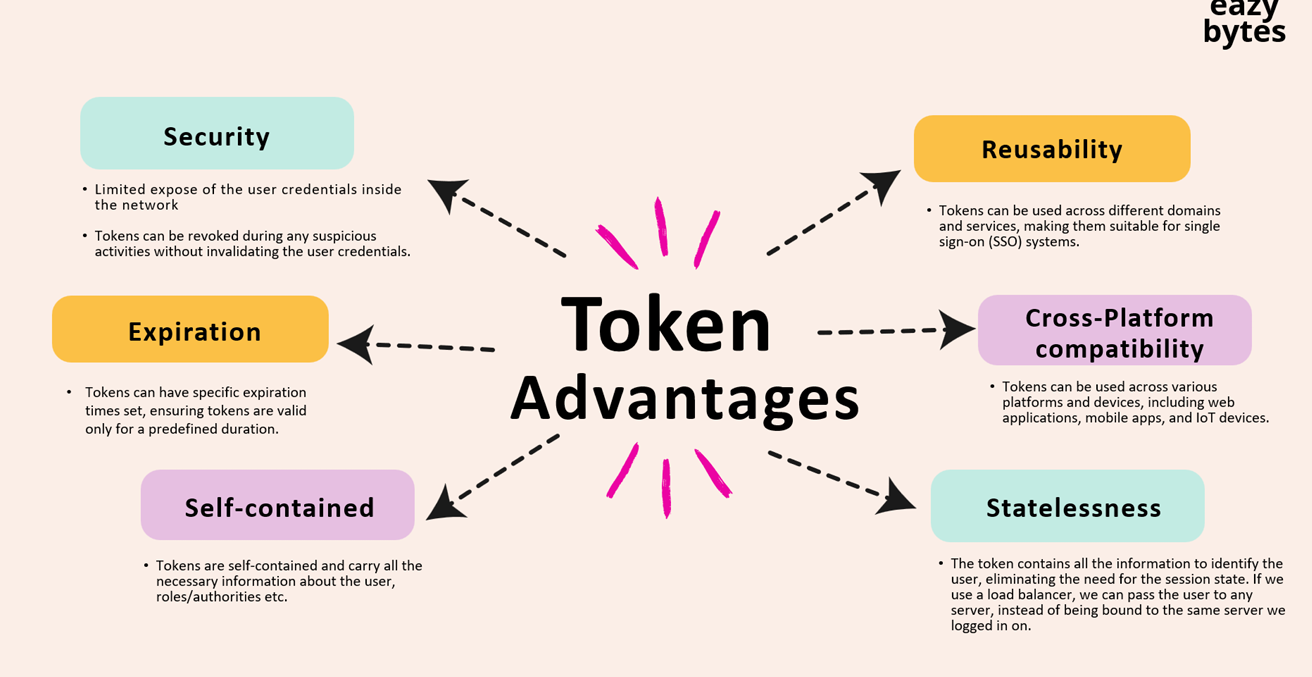 eazy
bytes
Security
• Limited expose of the user credentials inside
the network
• Tokens can be revoked during any suspicious
activities without invalidating the user credentials.
Expiration
• Tokens can have specific expiration
times set, ensuring tokens are valid
only for a predefined duration.
Self-contained
• Tokens are self-contained and carry all the
necessary information about the user,
roles/authorities etc.
Token
Advantages
Reusability
• Tokens can be used across different domains
and services, making them suitable for single
sign-on (SSO) systems.
Cross-Platform
compatibility
• Tokens can be used across various
platforms and devices, including web
applications, mobile apps, and IoT devices.
Statelessness
• The token contains all the information to identify the
user, eliminating the need for the session state. If we
use a load balancer, we can pass the user to any
server, instead of being bound to the same server we
logged in on.